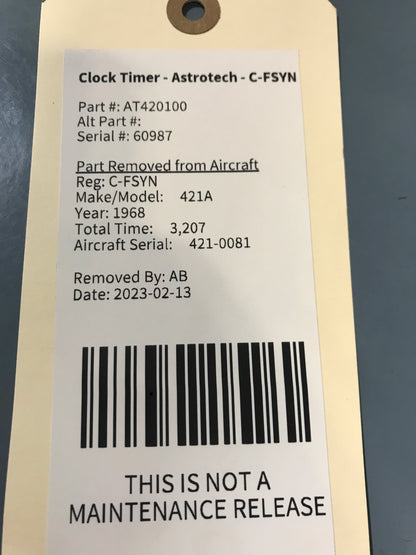 Clock Timer - Astrotech - C-FSYN
Part #: AT420100
Alt Part #:
Serial #: 60987
Part Removed from Aircraft
Reg: C-FSYN
Make/Model: 421A
Year: 1968
Total Time: 3,207
Aircraft Serial: 421-0081
Removed By: AB
Date: 2023-02-13
THIS IS NOT A
MAINTENANCE RELEASE